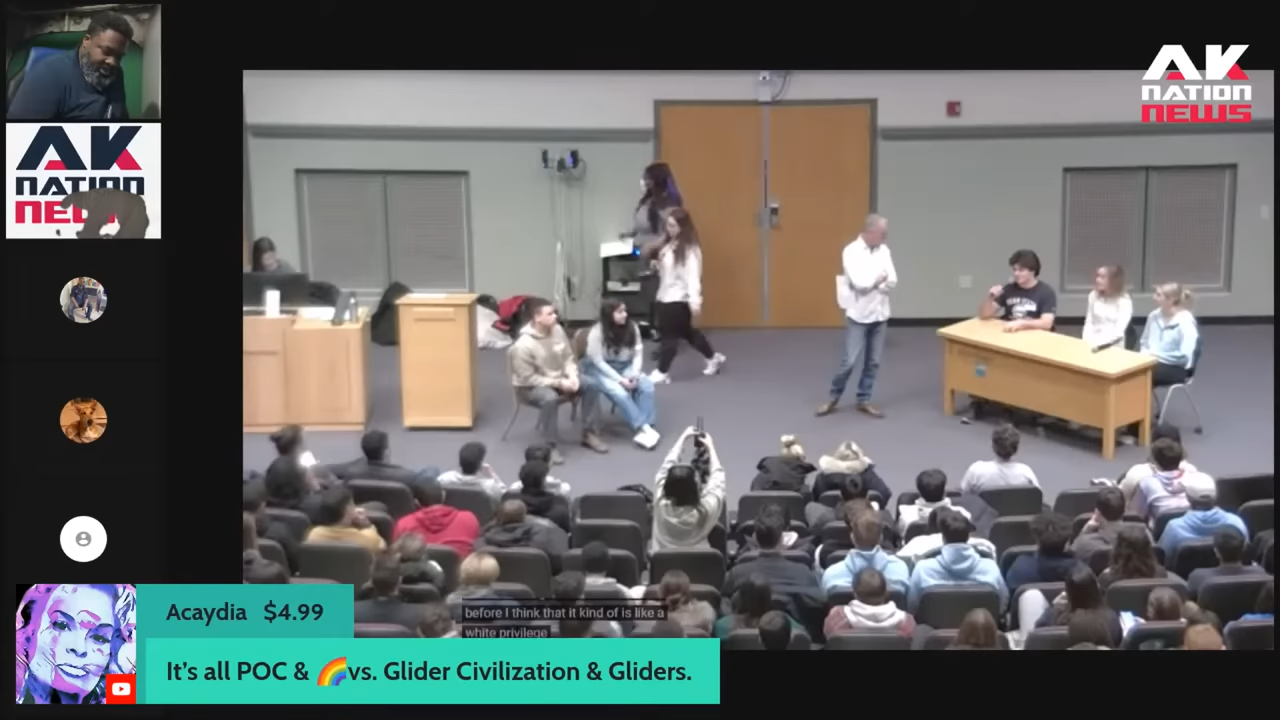 AK
NATION
NEWS
AK
NATION
before I think that it kind of is like a
white privilege
Acaydia $4.99
It's all POC & 🌈vs. Glider Civilization & Gliders.